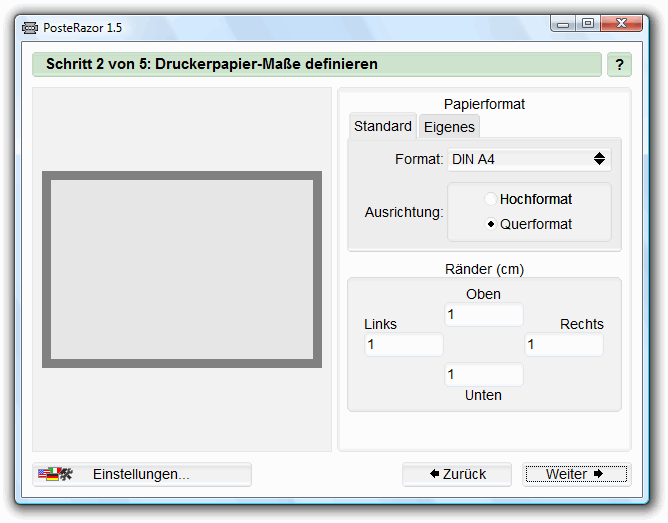 PosteRazor 1.5
Schritt 2 von 5: Druckerpapier-Maße definieren
?
Papierformat
Standard Eigenes
Format: DIN A4
Hochformat
Ausrichtung:
Querformat
Ränder (cm)
Oben
1
Links Rechts
1 1
1
Unten
Einstellungen... Zurück Weiter